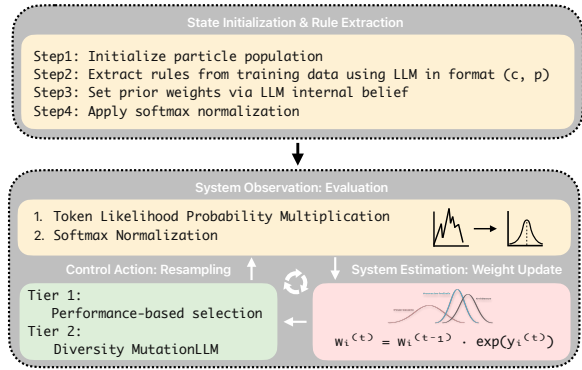 State Initialization & Rule Extraction
Step1: Initialize particle population
Step2: Extract rules from training data using LLM in format (c, p)
Step3: Set prior weights via LLM internal belief
Step4: Apply softmax normalization
System Observation: Evaluation
1. Token Likelihood Probability Multiplication
2. Softmax Normalization
Control Action: Resampling
System Estimation: Weight Update
Tier 1:
Performance-based selection
Tier 2:
Diversity MutationLLM
wᵢ⁽ᵗ⁾ = wᵢ⁽ᵗ⁻¹⁾ · exp(yᵢ⁽ᵗ⁾)